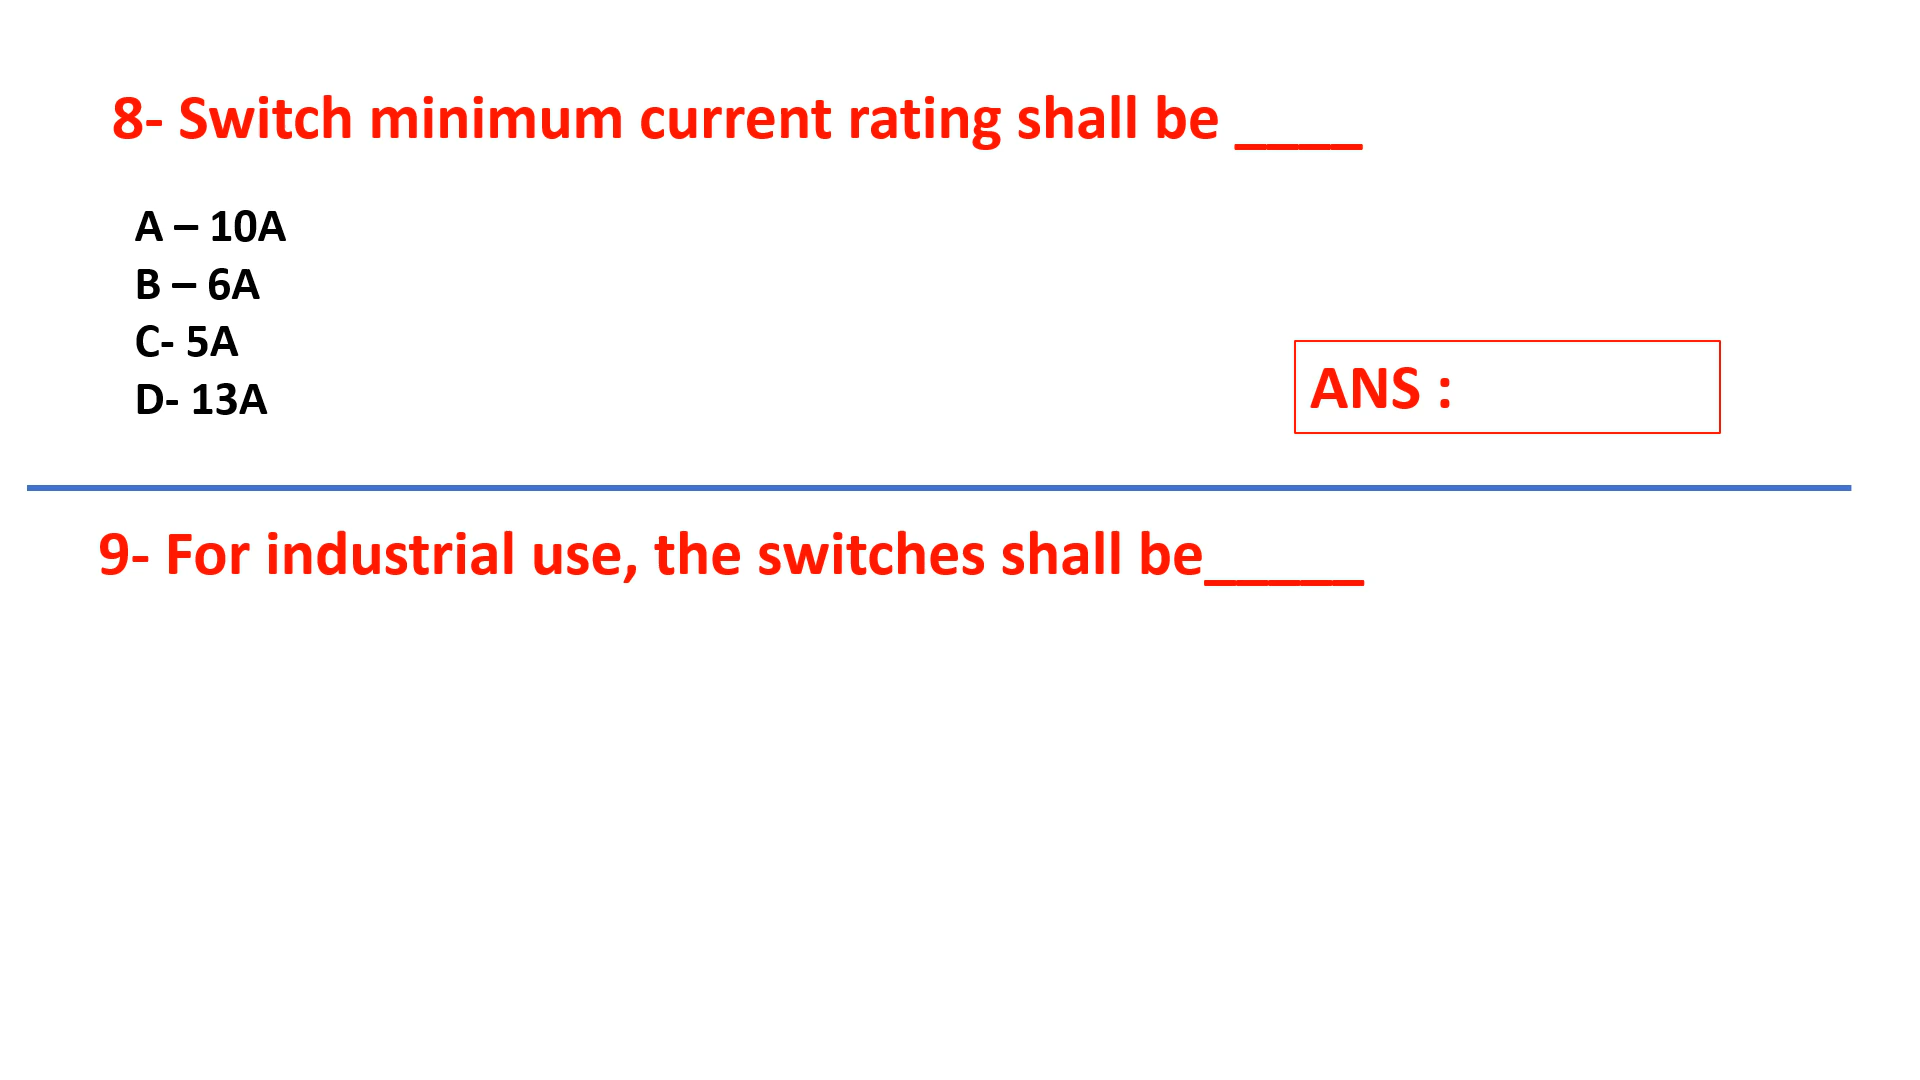 8- Switch minimum current rating shall be ____
A – 10A
B – 6A
C- 5A
D- 13A
ANS :
9- For industrial use, the switches shall be_____